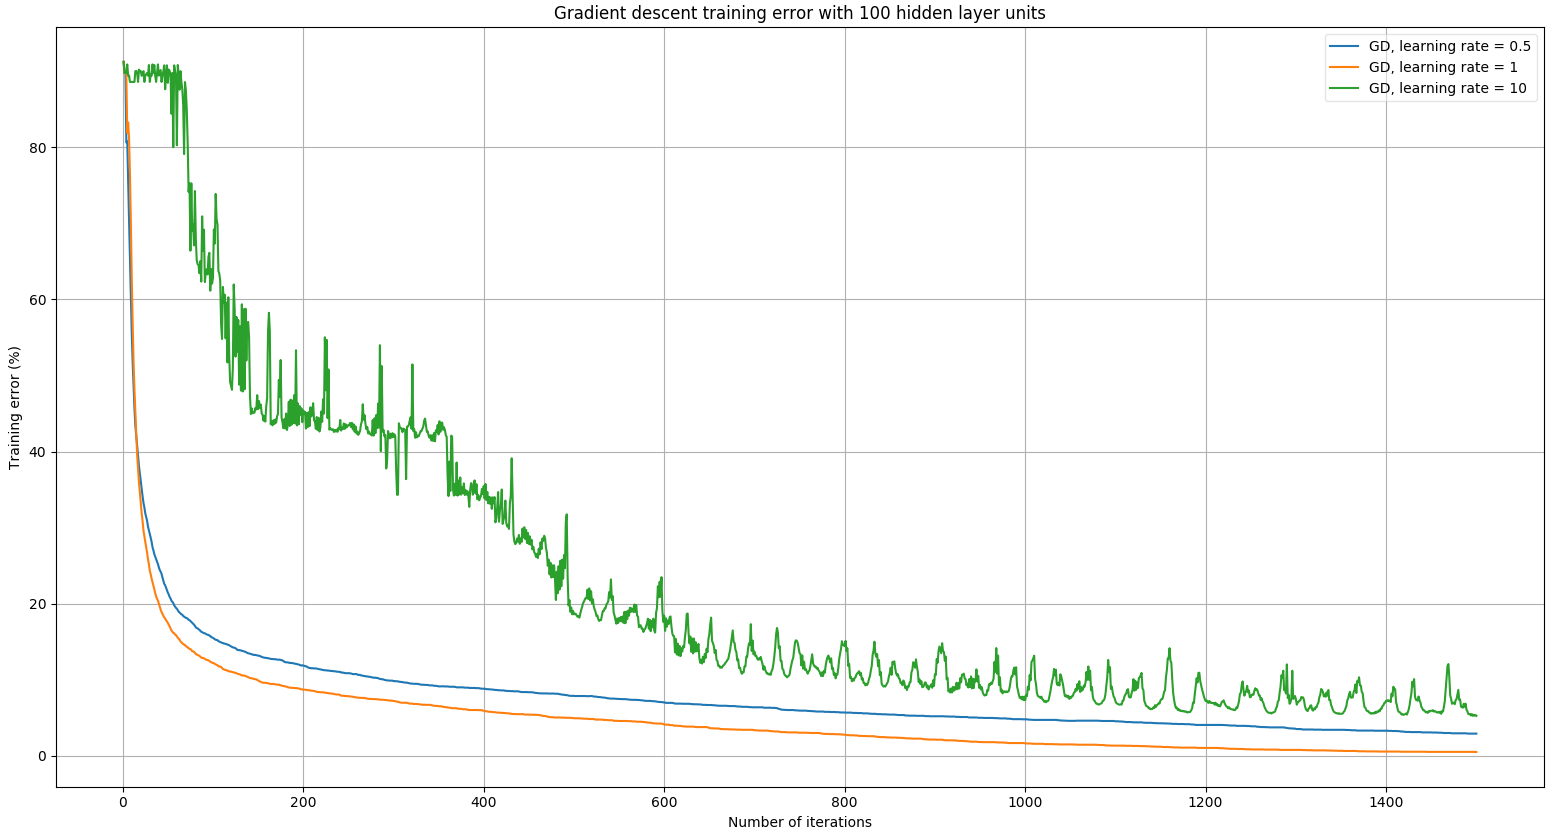 Gradient descent training error with 100 hidden layer units
GD, learning rate = 0.5
GD, learning rate = 1
GD, learning rate = 10
Training error (%)
80
60
40
20
0
0 200 400 600 800 1000 1200 1400
Number of iterations